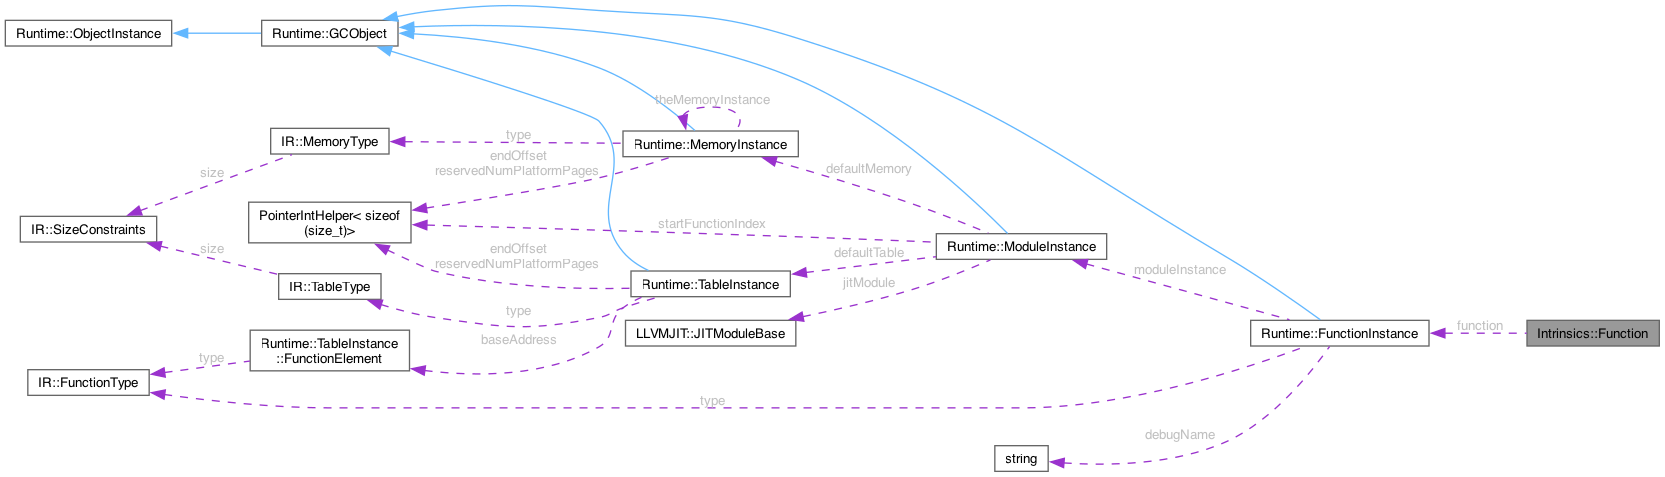 Runtime::ObjectInstance
Runtime::GCObject
theMemoryInstance
type
IR::MemoryType
Runtime::MemoryInstance
endOffset
reservedNumPlatformPages
defaultMemory
size
PointerIntHelper< sizeof
(size_t)>
startFunctionIndex
IR::SizeConstraints
Runtime::ModuleInstance
size
endOffset
reservedNumPlatformPages
defaultTable
moduleInstance
IR::TableType
Runtime::TableInstance
jitModule
type
function
LLVMJIT::JITModuleBase
Runtime::FunctionInstance
Intrinsics::Function
baseAddress
Runtime::TableInstance
::FunctionElement
type
IR::FunctionType
type
debugName
string